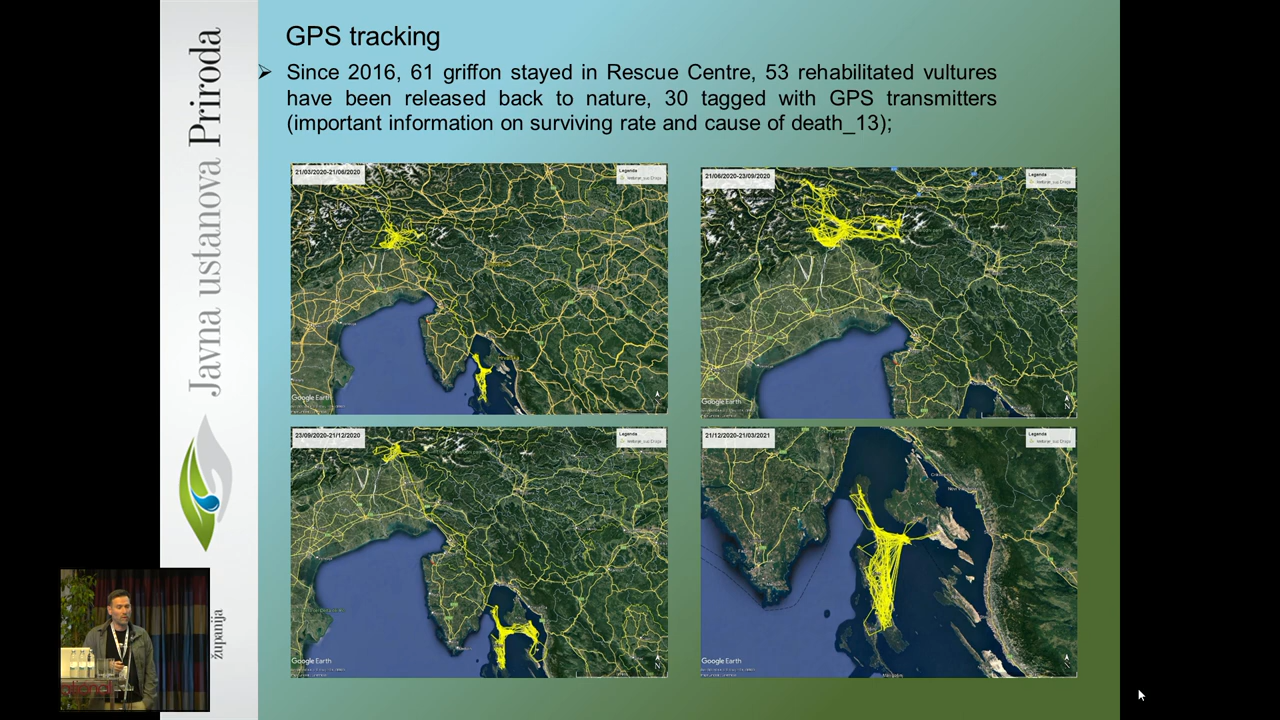 GPS tracking
Since 2016, 61 griffon stayed in Rescue Centre, 53 rehabilitated vultures
have been released back to nature, 30 tagged with GPS transmitters
(important information on surviving rate and cause of death_13);
Javna ustanova Priroda
županija
21/03/2020-21/06/2020
Legenda
Google Earth
21/06/2020-23/09/2020
Legenda
Google Earth
23/09/2020-21/12/2020
Legenda
Google Earth
21/12/2020-21/03/2021
Legenda
Google Earth